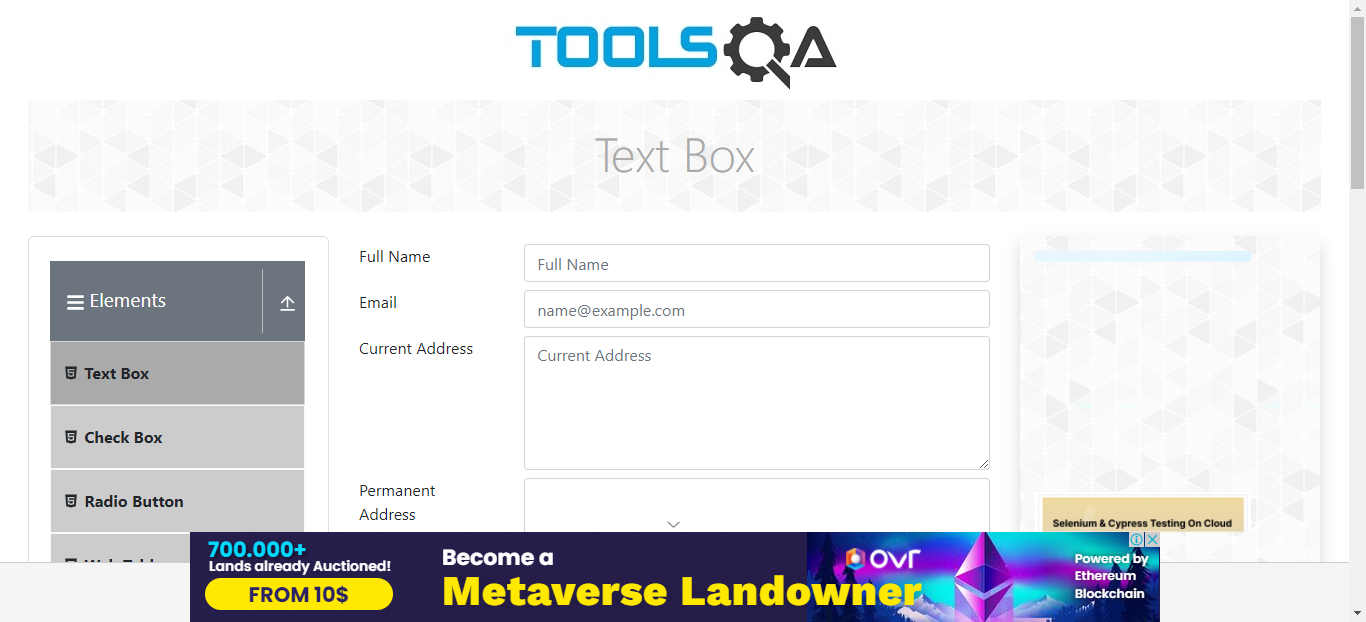 TOOLSQA
Text Box
Elements
Text Box
Check Box
Radio Button
Full Name
Full Name
Email
name@example.com
Current Address
Current Address
Permanent
Address
Selenium & Cypress Testing On Cloud
700.000+
Lands already Auctioned!
FROM 10$
Become a
Metaverse Landowner
OVR
Powered by
Ethereum
Blockchain